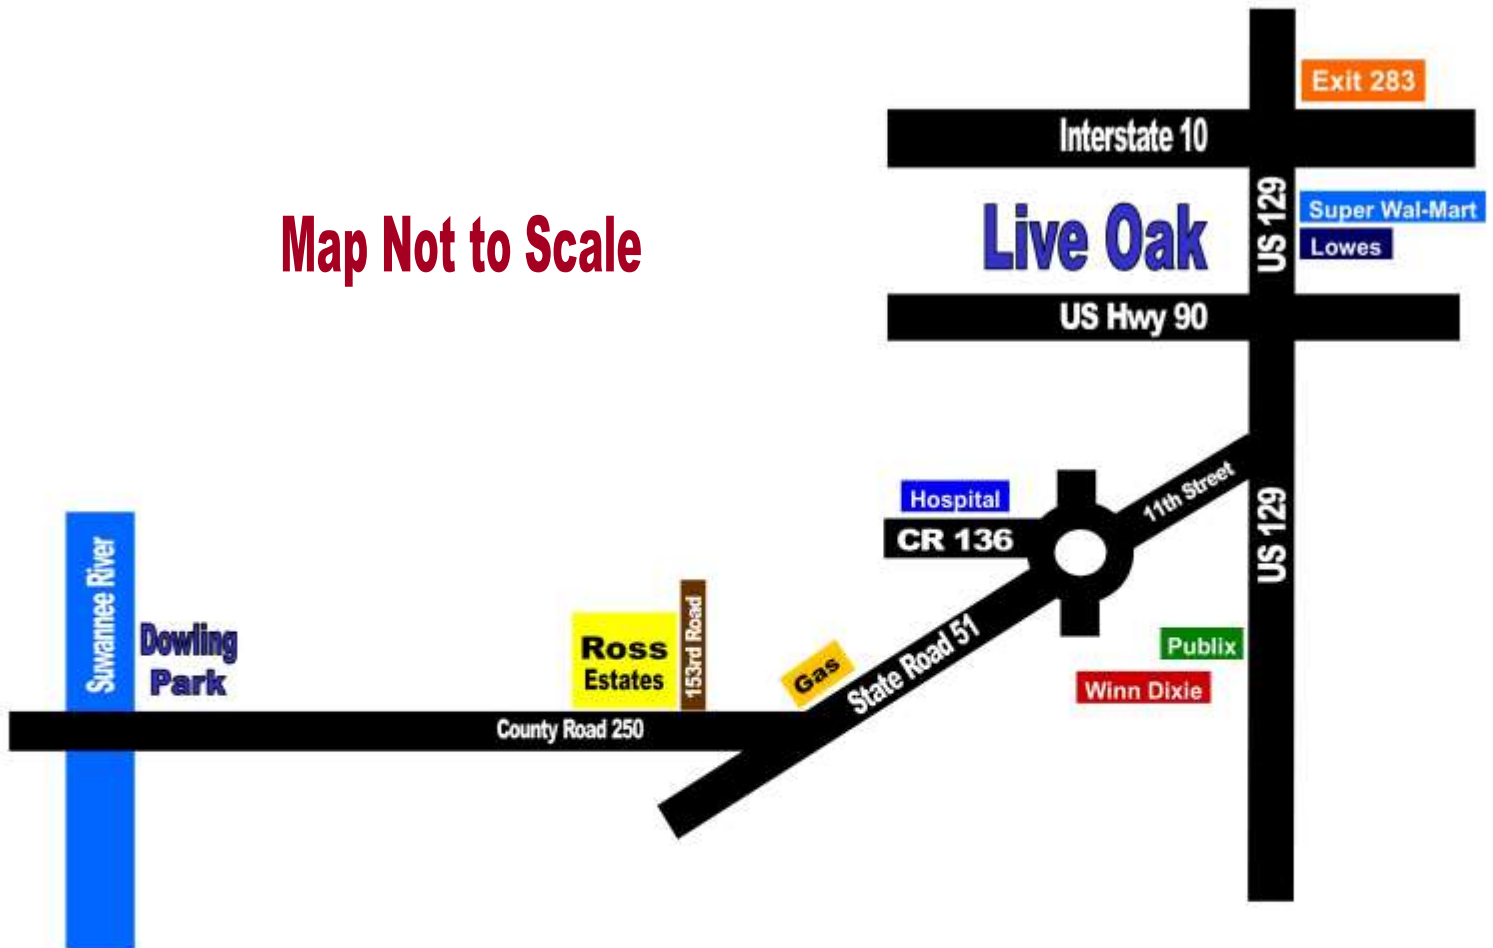 Exit 283
Interstate 10
US 129
Super Wal-Mart
Lowes
Live Oak
Map Not to Scale
US Hwy 90
11th Street
Hospital
CR 136
US 129
Suwannee River
Dowling
Park
Ross
Estates
153rd Road
Gas
State Road 51
Publix
Winn Dixie
County Road 250